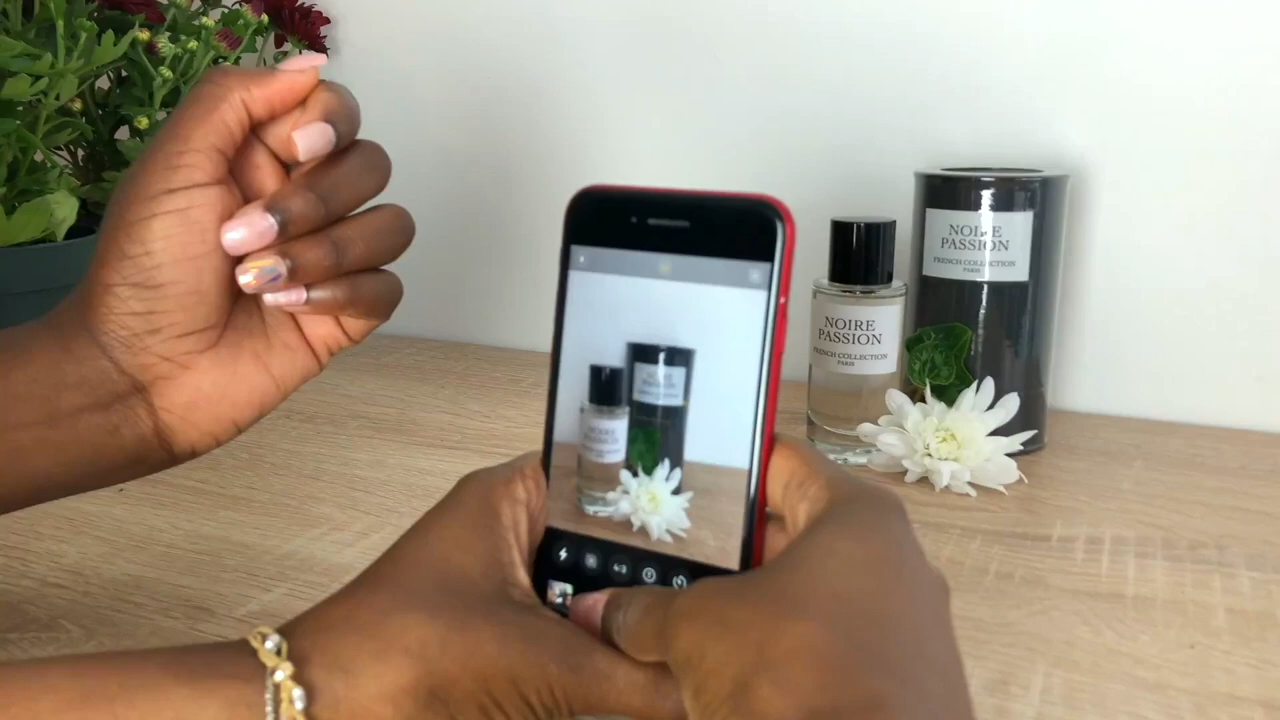 NOIRE
PASSION
FRENCH COLLECTION
PARIS
NOIRE
PASSION
FRENCH COLLECTION
PARIS